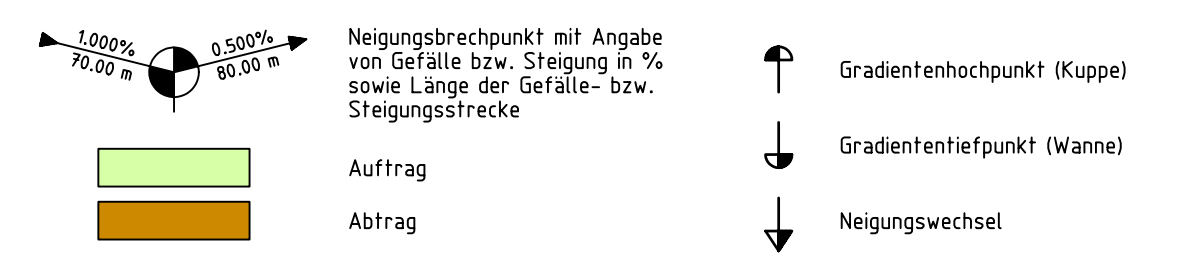 1.000%
70.00 m
0.500%
80.00 m
Neigungsbrechpunkt mit Angabe
von Gefälle bzw. Steigung in %
sowie Länge der Gefälle- bzw.
Steigungsstrecke
Auftrag
Abtrag
Gradientenhochpunkt (Kuppe)
Gradiententiefpunkt (Wanne)
Neigungswechsel